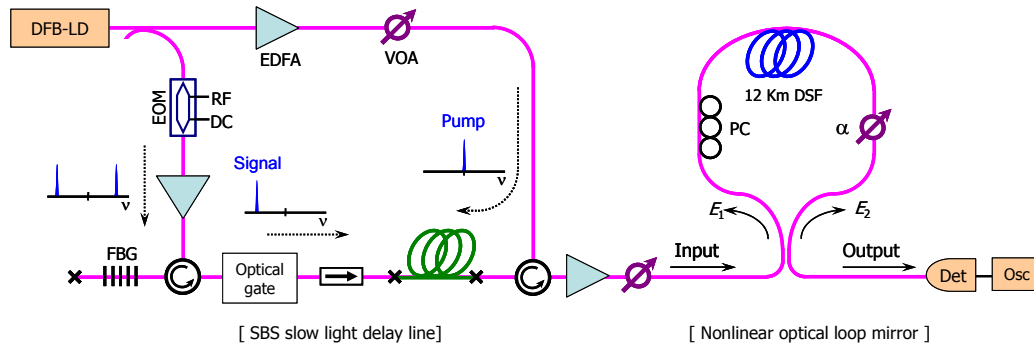 DFB-LD
EDFA
VOA
12 Km DSF
EOM
RF
DC
PC
α
Pump
ν
Signal
ν
ν
E1
E2
FBG
Optical
gate
Input
Output
Det
Osc
[ SBS slow light delay line]
[ Nonlinear optical loop mirror ]